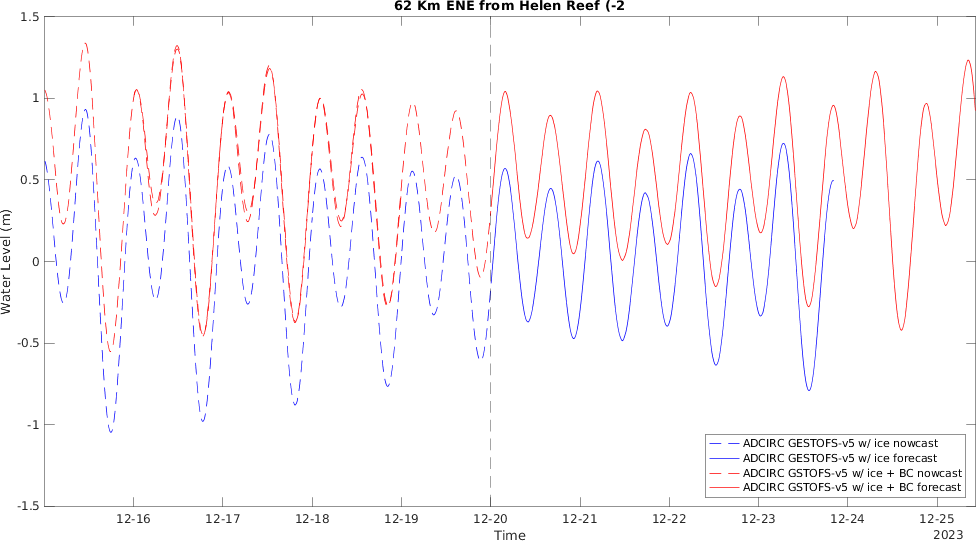 62 Km ENE from Helen Reef (-2
1.5
1
0.5
0
-0.5
-1
-1.5
Water Level (m)
12-16 12-17 12-18 12-19 12-20 12-21 12-22 12-23 12-24 12-25
Time
2023
ADCIRC GESTOFS-v5 w/ ice nowcast
ADCIRC GESTOFS-v5 w/ ice forecast
ADCIRC GSTOFS-v5 w/ ice + BC nowcast
ADCIRC GSTOFS-v5 w/ ice + BC forecast